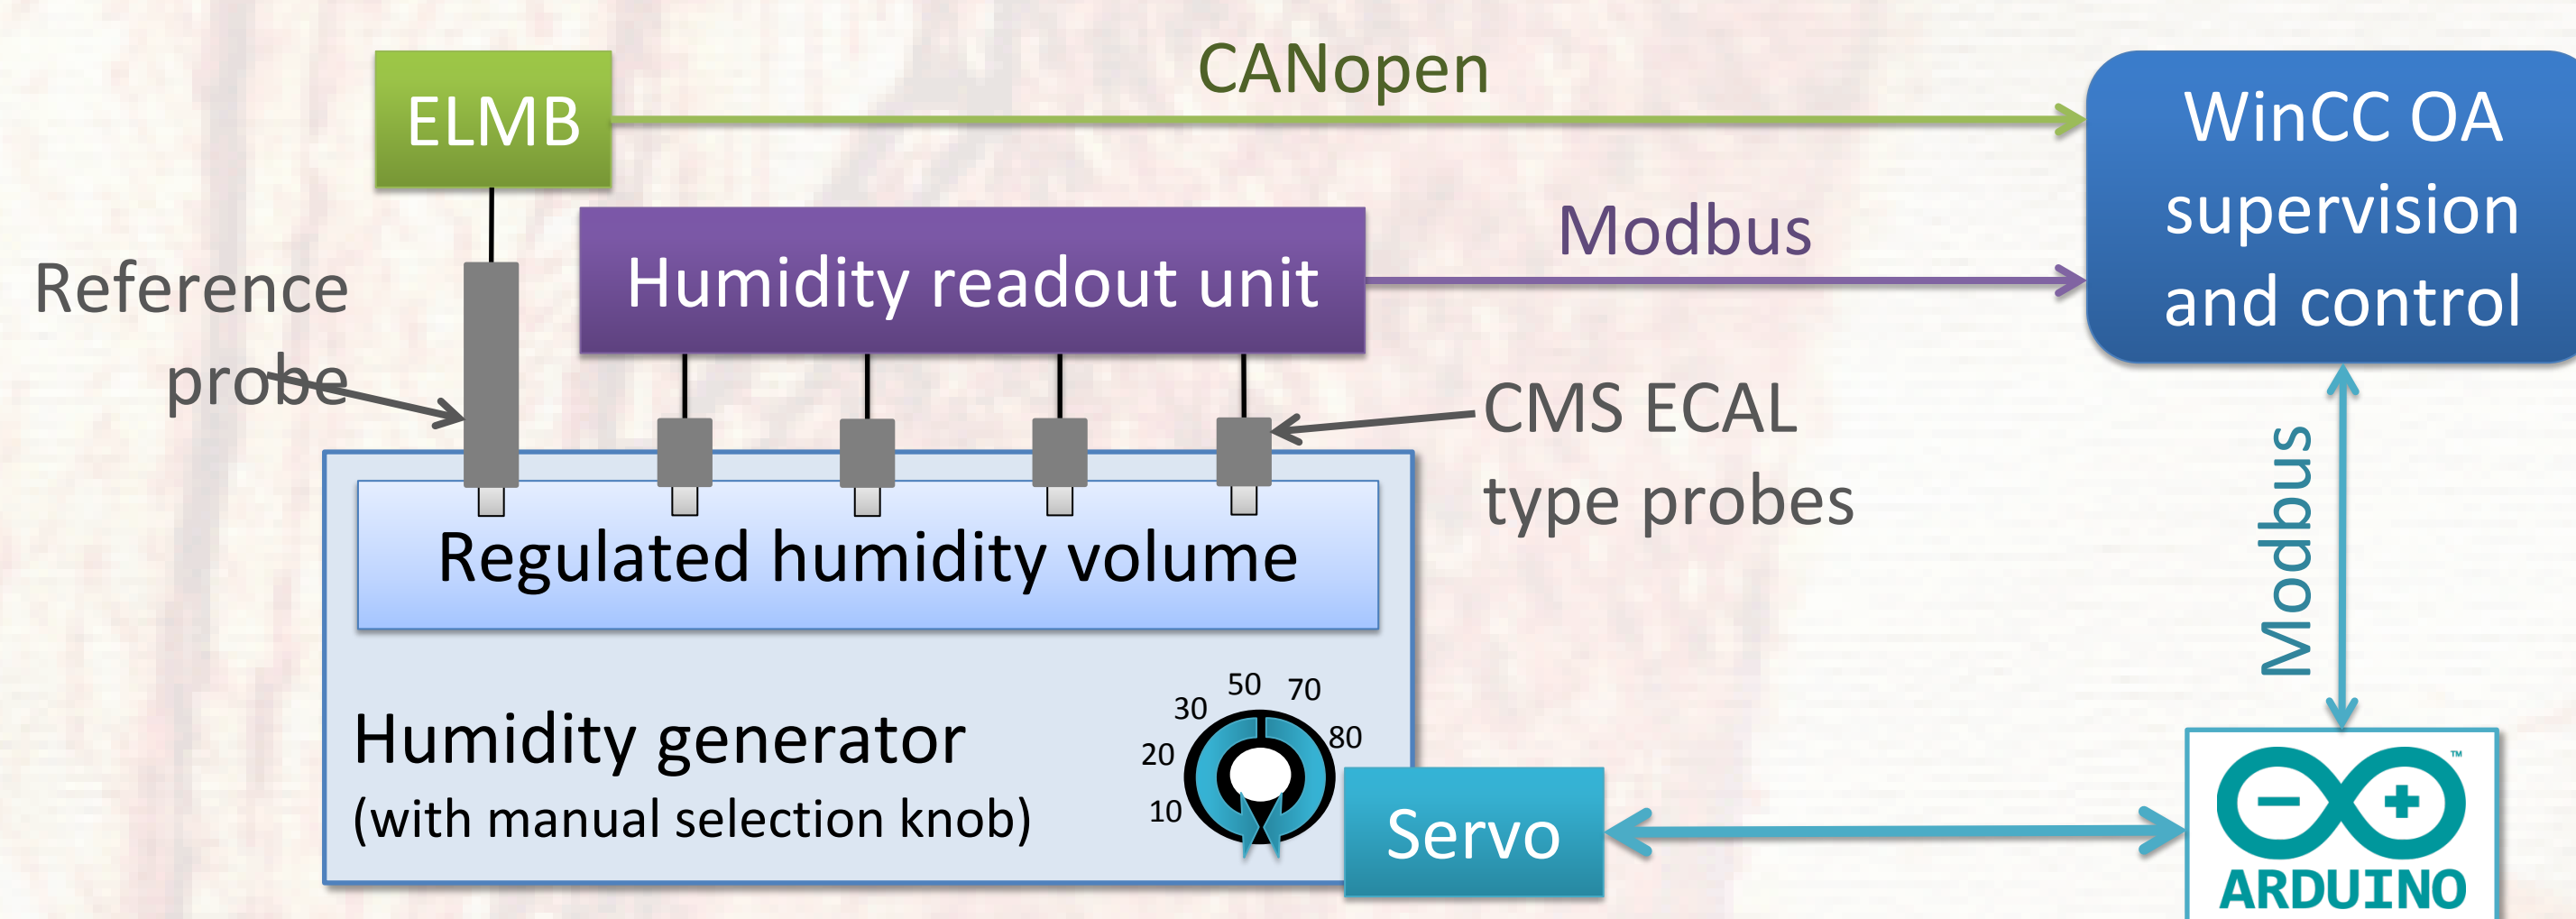 ELMB
CANopen
WinCC OA
supervision
and control
Modbus
Humidity readout unit
Reference
probe
CMS ECAL
type probes
Modbus
Regulated humidity volume
Humidity generator
(with manual selection knob)
10
20
30
50
70
80
Servo
ARDUINO
™